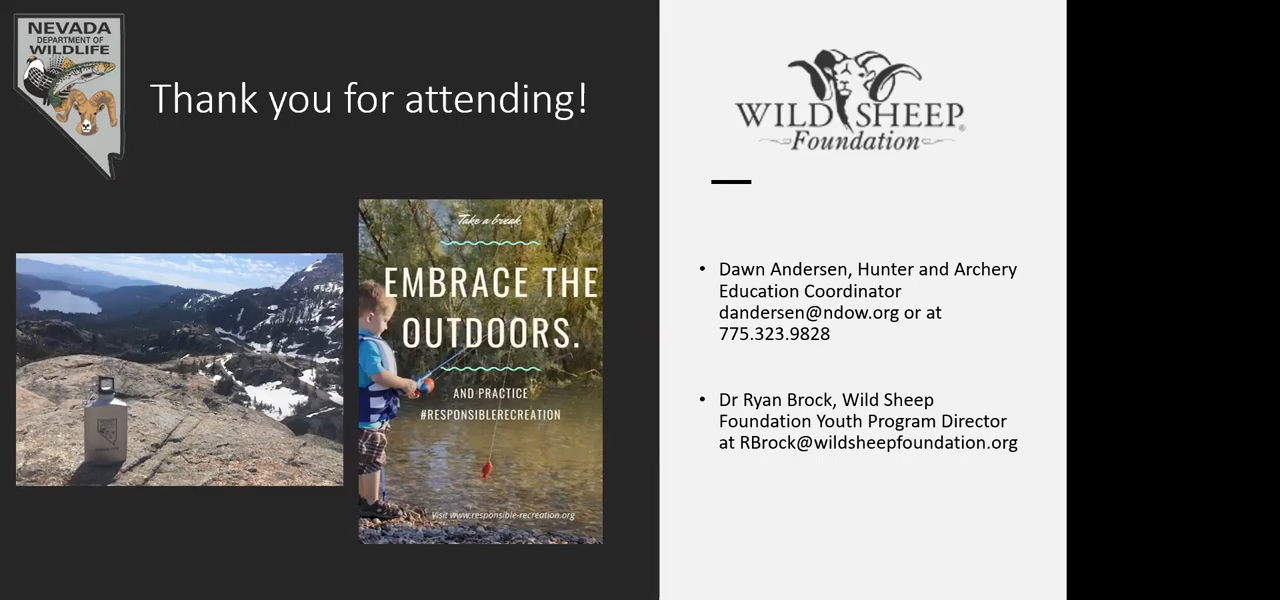 NEVADA
DEPARTMENT OF
WILDLIFE
Thank you for attending!
Take a break.
EMBRACE THE
OUTDOORS.
AND PRACTICE
#RESPONSIBLERECREATION
Visit www.responsible-recreation.org
WILD SHEEP
Foundation
• Dawn Andersen, Hunter and Archery
Education Coordinator
dandersen@ndow.org or at
775.323.9828
• Dr Ryan Brock, Wild Sheep
Foundation Youth Program Director
at RBrock@wildsheepfoundation.org